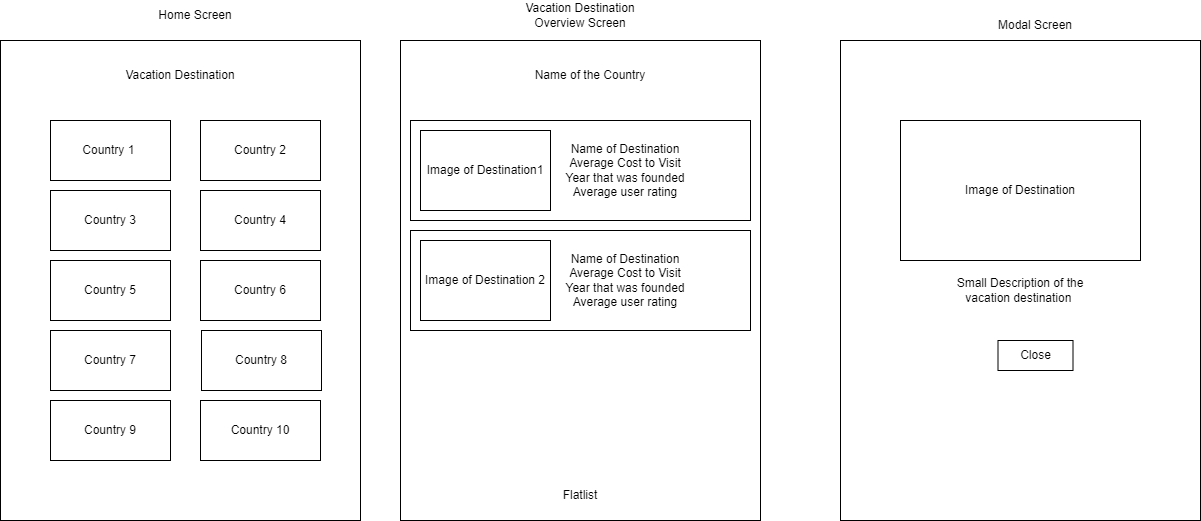 Home Screen
Vacation Destination
Country 1
Country 2
Country 3
Country 4
Country 5
Country 6
Country 7
Country 8
Country 9
Country 10
Vacation Destination
Overview Screen
Name of the Country
Image of Destination1
Name of Destination
Average Cost to Visit
Year that was founded
Average user rating
Image of Destination 2
Name of Destination
Average Cost to Visit
Year that was founded
Average user rating
Flatlist
Modal Screen
Image of Destination
Small Description of the
vacation destination
Close